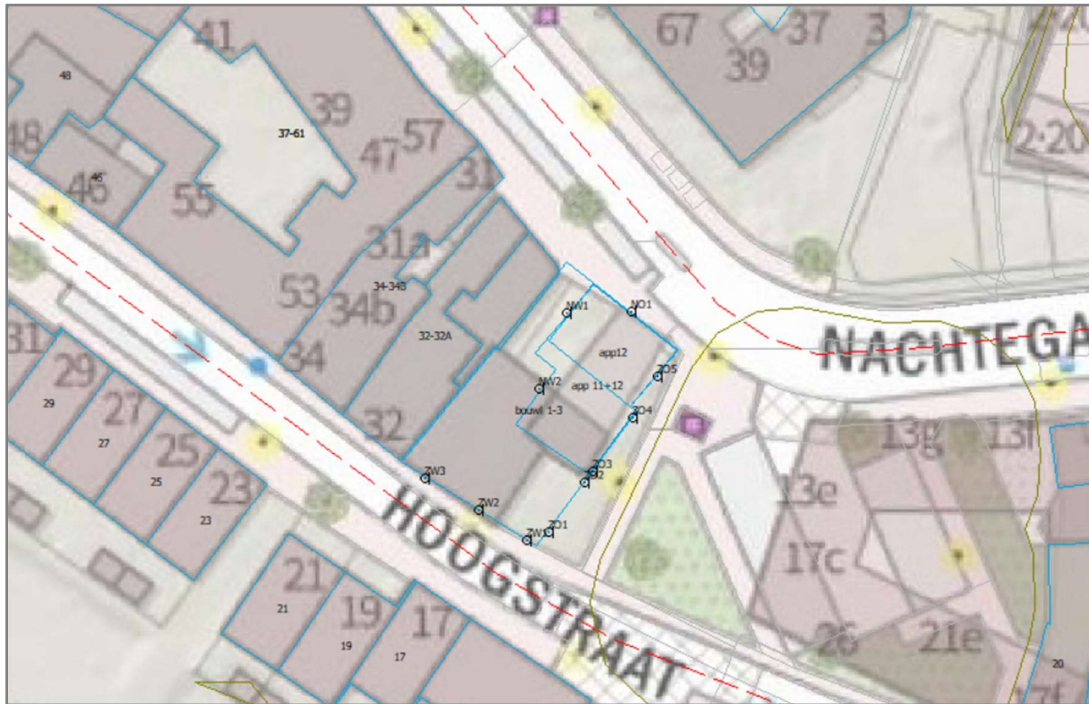 41
67
37
3
39
48
39
37-61
57
48
47
2-20
46
46
31
55
31a
34-34B
53
34b
NW1
NO1
NACHTEGA
31
32-32A
app12
29
34
app 11+12
ZO5
NW2
27
bouwl 1-3
ZO4
29
32
25
13g
13f
27
ZO3
ZW3
23
25
13e
ZW2
23
ZW1
ZO1
HOOGSTRAAT
21
17c
21
19
17
26
21e
19
17
20
17f